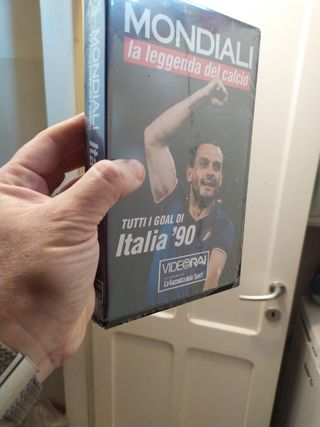 MONDIALI
la leggenda del calcio
TUTTI I GOAL DI
Italia '90
VIDEORAI
La Gazzetta dello Sport
MONDIALI